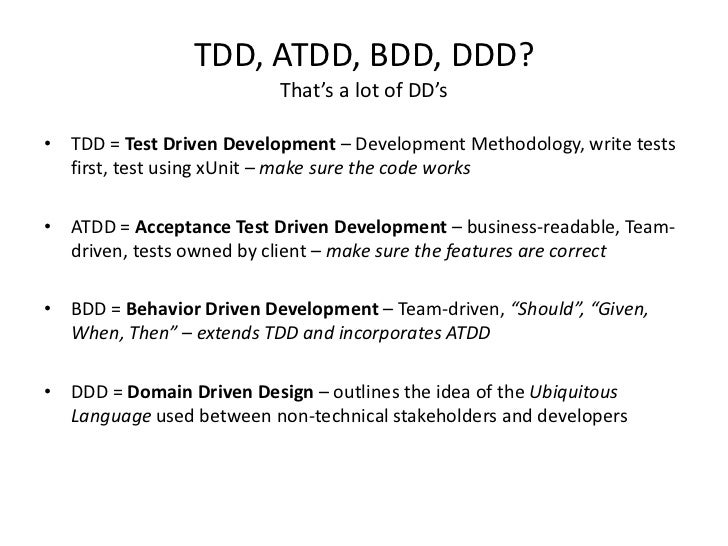 TDD, ATDD, BDD, DDD?
That’s a lot of DD’s
• TDD = Test Driven Development – Development Methodology, write tests
first, test using xUnit – make sure the code works
• ATDD = Acceptance Test Driven Development – business-readable, Team-
driven, tests owned by client – make sure the features are correct
• BDD = Behavior Driven Development – Team-driven, “Should”, “Given,
When, Then” – extends TDD and incorporates ATDD
• DDD = Domain Driven Design – outlines the idea of the Ubiquitous
Language used between non-technical stakeholders and developers